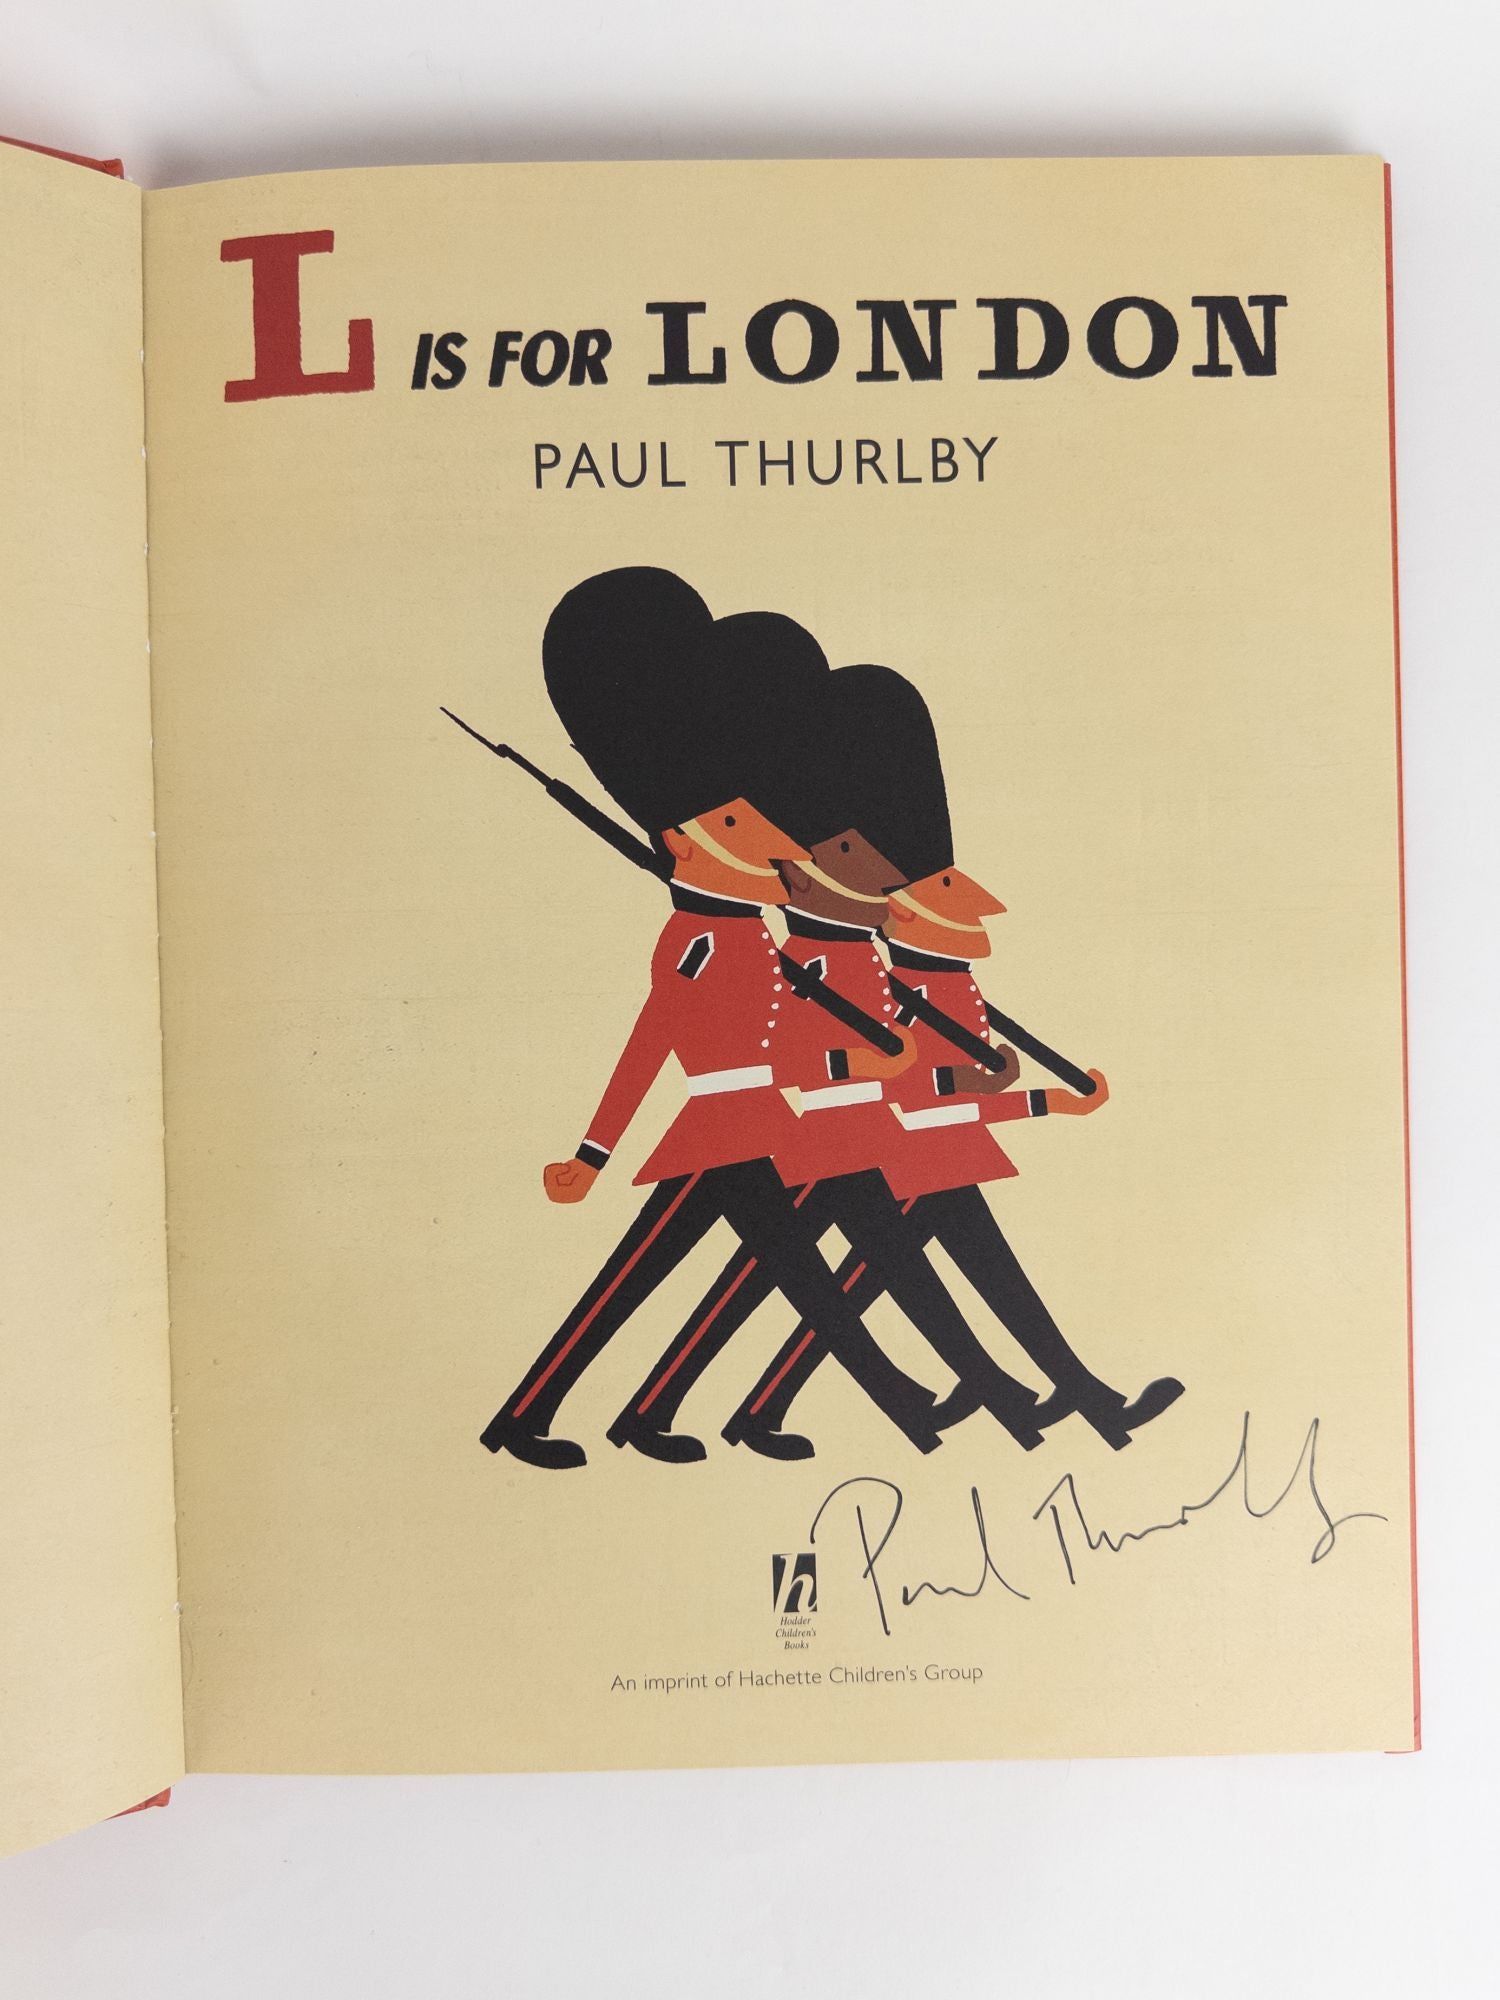 L IS FOR LONDON
PAUL THURLBY
Paul Thurlby
h
Hodder
Children's
Books
An imprint of Hachette Children's Group